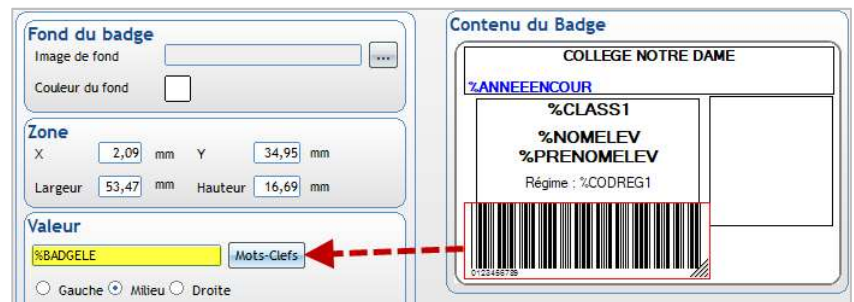 Fond du badge
Image de fond
...
Couleur du fond
Zone
X 2,09 mm Y 34,95 mm
Largeur 53,47 mm Hauteur 16,69 mm
Valeur
%BADGELE Mots-Clefs
Gauche Milieu Droite
Contenu du Badge
COLLEGE NOTRE DAME
%ANNEEENCOUR
%CLASS1
%NOMELEV
%PRENOMELEV
Régime : %CODREG1
0123456789